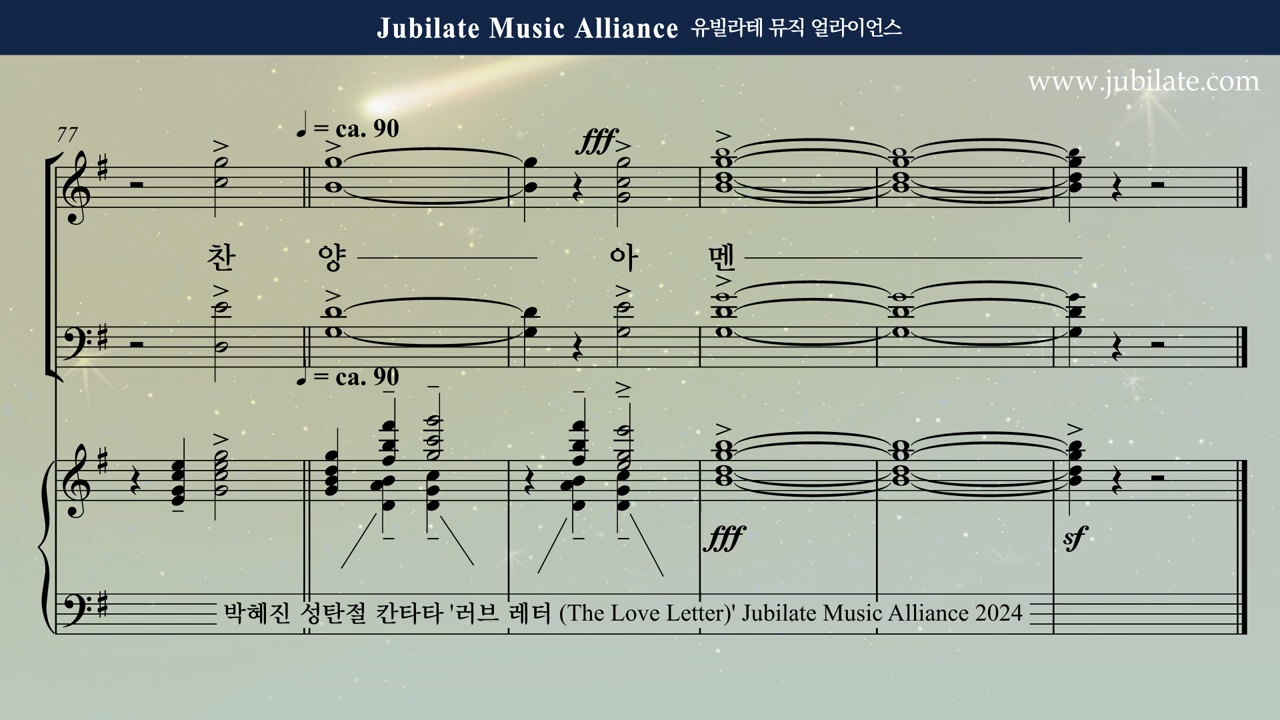 Jubilate Music Alliance 유빌라테 뮤직 얼라이언스
www.jubilate.com
77
♩ = ca. 90
fff
찬 양 아 멘
♩ = ca. 90
fff sf
박혜진 성탄절 칸타타 '러브 레터 (The Love Letter)' Jubilate Music Alliance 2024